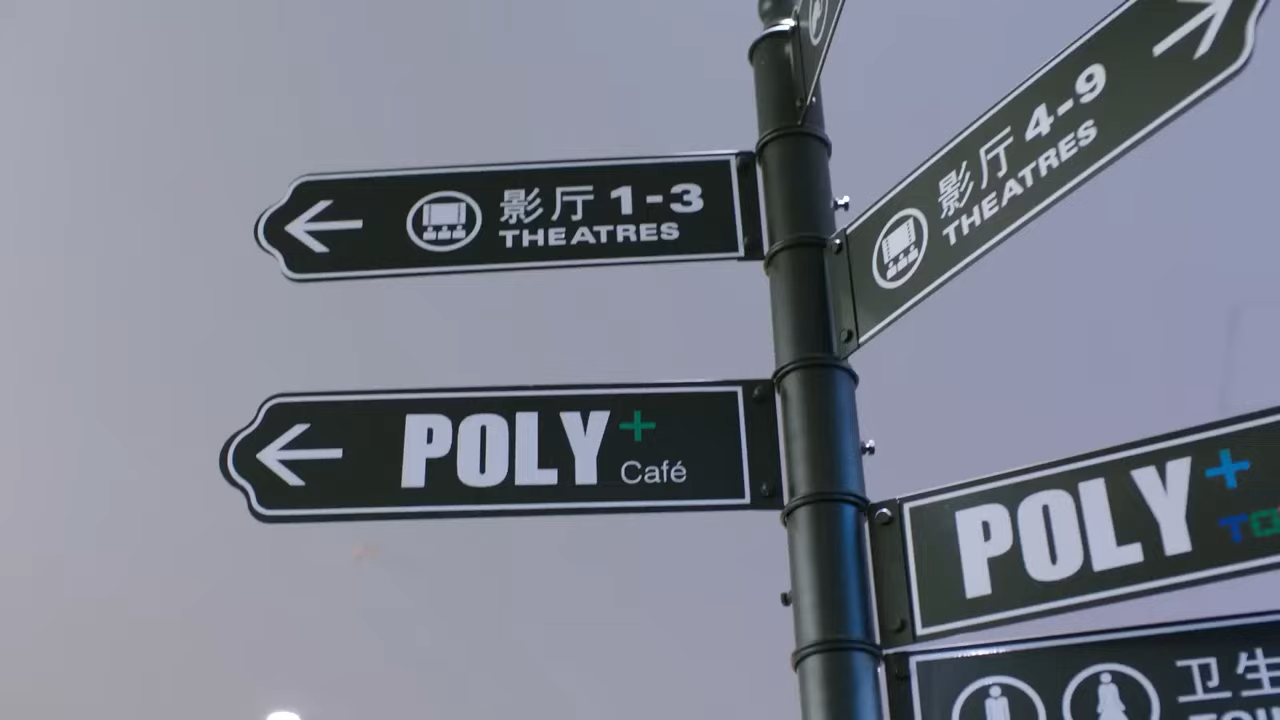 影厅 1-3
THEATRES
影厅 4-9
THEATRES
POLY+
Café
POLY+
卫生